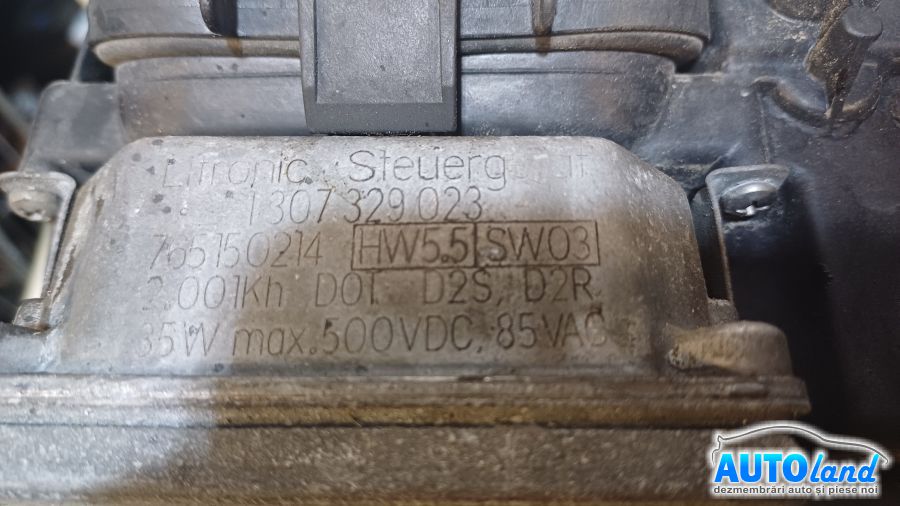 Litronic Steuergerät
1 307 329 023
765150214 HW5.5 SW03
2.001Kh DOT D2S, D2R
35W max.500VDC, 85VAC
AUTOland
dezmembrări auto și piese noi